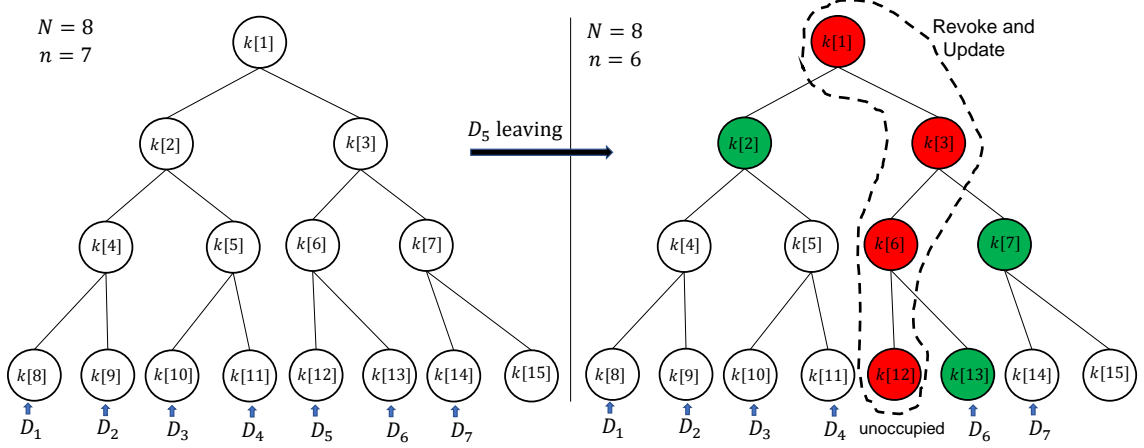 N = 8
n = 7
k[1]
k[2]
k[3]
k[4]
k[5]
k[6]
k[7]
k[8]
k[9]
k[10]
k[11]
k[12]
k[13]
k[14]
k[15]
D₁
D₂
D₃
D₄
D₅
D₆
D₇
D₅ leaving
N = 8
n = 6
Revoke and
Update
k[1]
k[2]
k[3]
k[4]
k[5]
k[6]
k[7]
k[8]
k[9]
k[10]
k[11]
k[12]
k[13]
k[14]
k[15]
D₁
D₂
D₃
D₄
unoccupied
D₆
D₇